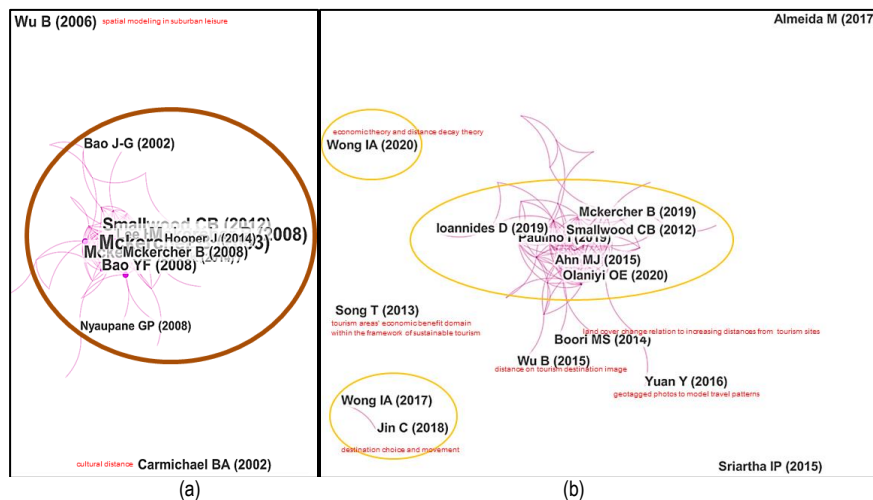 Wu B (2006) spatial modeling in suburban leisure
Bao J-G (2002)
Smallwood CB (2012)
Hooper J (2014)
2008)
Mckercher B (2008)
Bao YF (2008)
Nyaupane GP (2008)
cultural distance Carmichael BA (2002)
(a)
Almeida M (2017
economic theory and distance decay theory
Wong IA (2020)
Mckercher B (2019)
Ioannides D (2019)
Smallwood CB (2012)
Paulino I (2019)
Ahn MJ (2015)
Olaniyi OE (2020)
Song T (2013)
tourism areas' economic benefit domain
within the framework of sustainable tourism
land cover change relation to increasing distances from tourism sites
Boori MS (2014)
Wu B (2015)
distance on tourism destination image
Yuan Y (2016)
geotagged photos to model travel patterns
Wong IA (2017)
Jin C (2018)
destination choice and movement
Sriartha IP (2015)
(b)